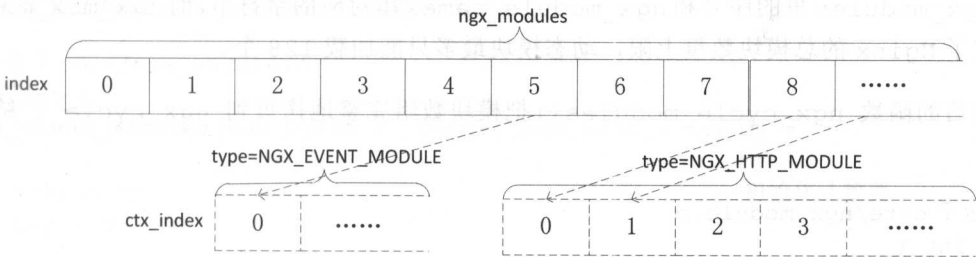 ngx_modules
index 0 1 2 3 4 5 6 7 8 ······
type=NGX_EVENT_MODULE type=NGX_HTTP_MODULE
ctx_index 0 ······ 0 1 2 3 ······